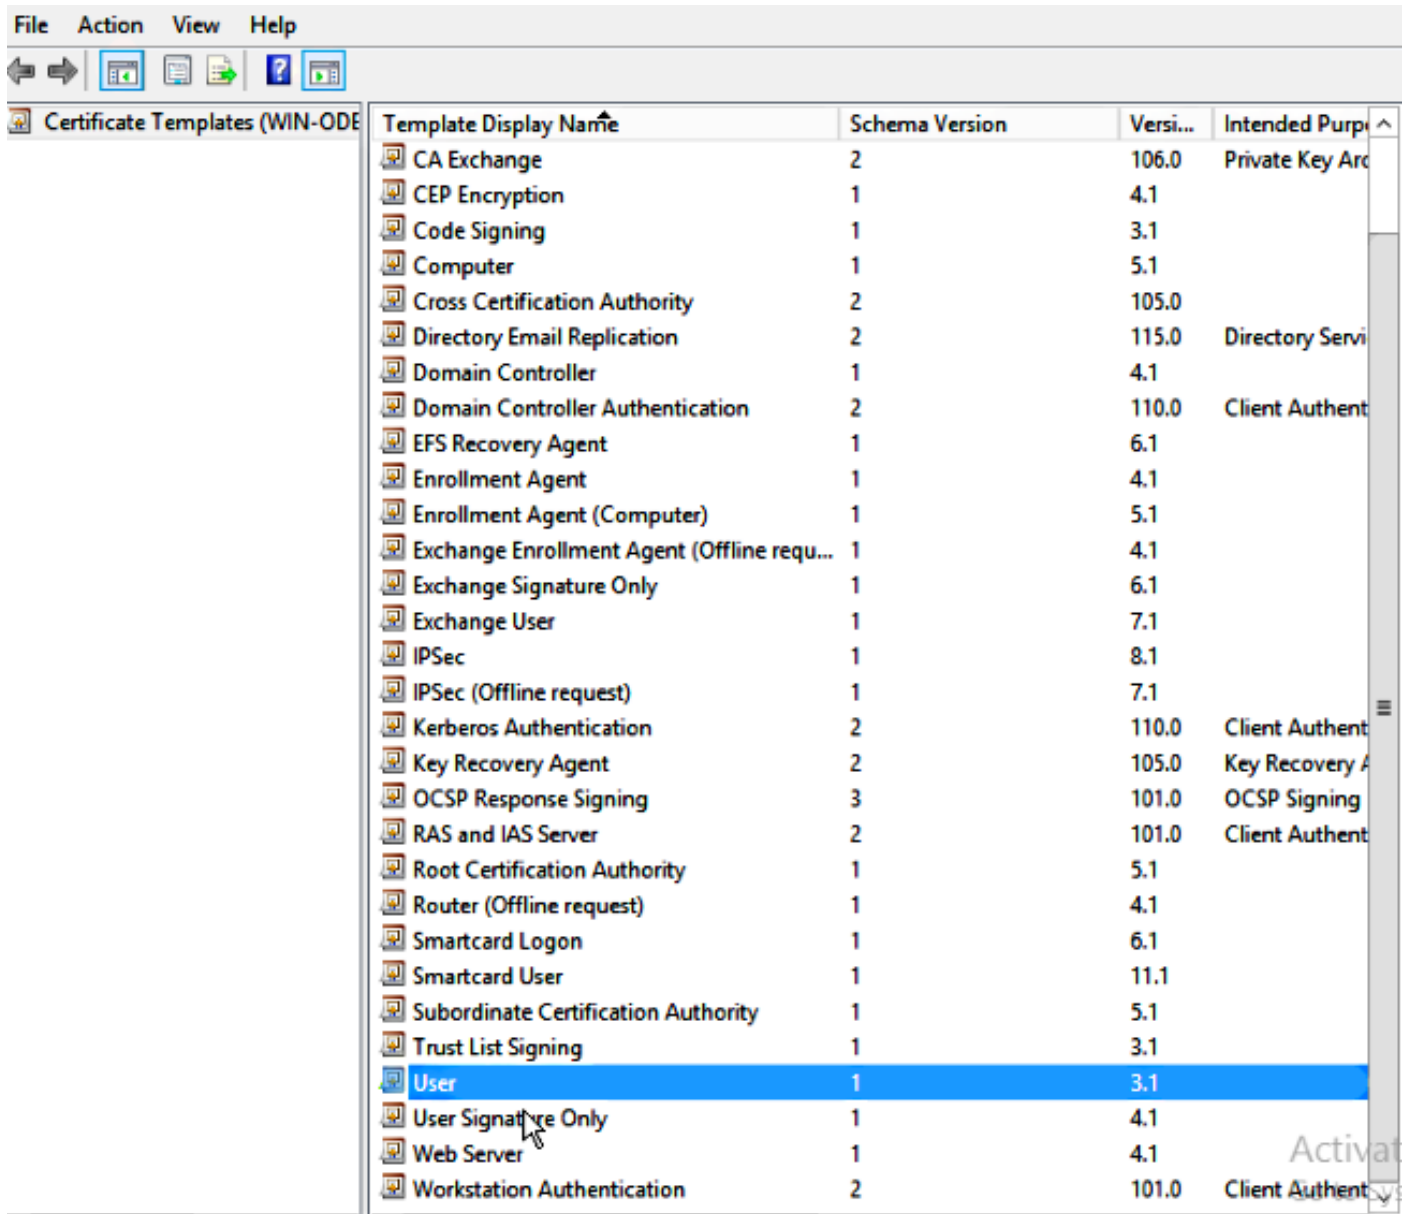 File Action View Help
Certificate Templates (WIN-ODE
Template Display Name Schema Version Versi... Intended Purp
CA Exchange 2 106.0 Private Key Arc
CEP Encryption 1 4.1
Code Signing 1 3.1
Computer 1 5.1
Cross Certification Authority 2 105.0
Directory Email Replication 2 115.0 Directory Servi
Domain Controller 1 4.1
Domain Controller Authentication 2 110.0 Client Authent
EFS Recovery Agent 1 6.1
Enrollment Agent 1 4.1
Enrollment Agent (Computer) 1 5.1
Exchange Enrollment Agent (Offline requ... 1 4.1
Exchange Signature Only 1 6.1
Exchange User 1 7.1
IPSec 1 8.1
IPSec (Offline request) 1 7.1
Kerberos Authentication 2 110.0 Client Authent
Key Recovery Agent 2 105.0 Key Recovery A
OCSP Response Signing 3 101.0 OCSP Signing
RAS and IAS Server 2 101.0 Client Authent
Root Certification Authority 1 5.1
Router (Offline request) 1 4.1
Smartcard Logon 1 6.1
Smartcard User 1 11.1
Subordinate Certification Authority 1 5.1
Trust List Signing 1 3.1
User 1 3.1
User Signature Only 1 4.1
Web Server 1 4.1
Activat
Workstation Authentication 2 101.0 Client Authent